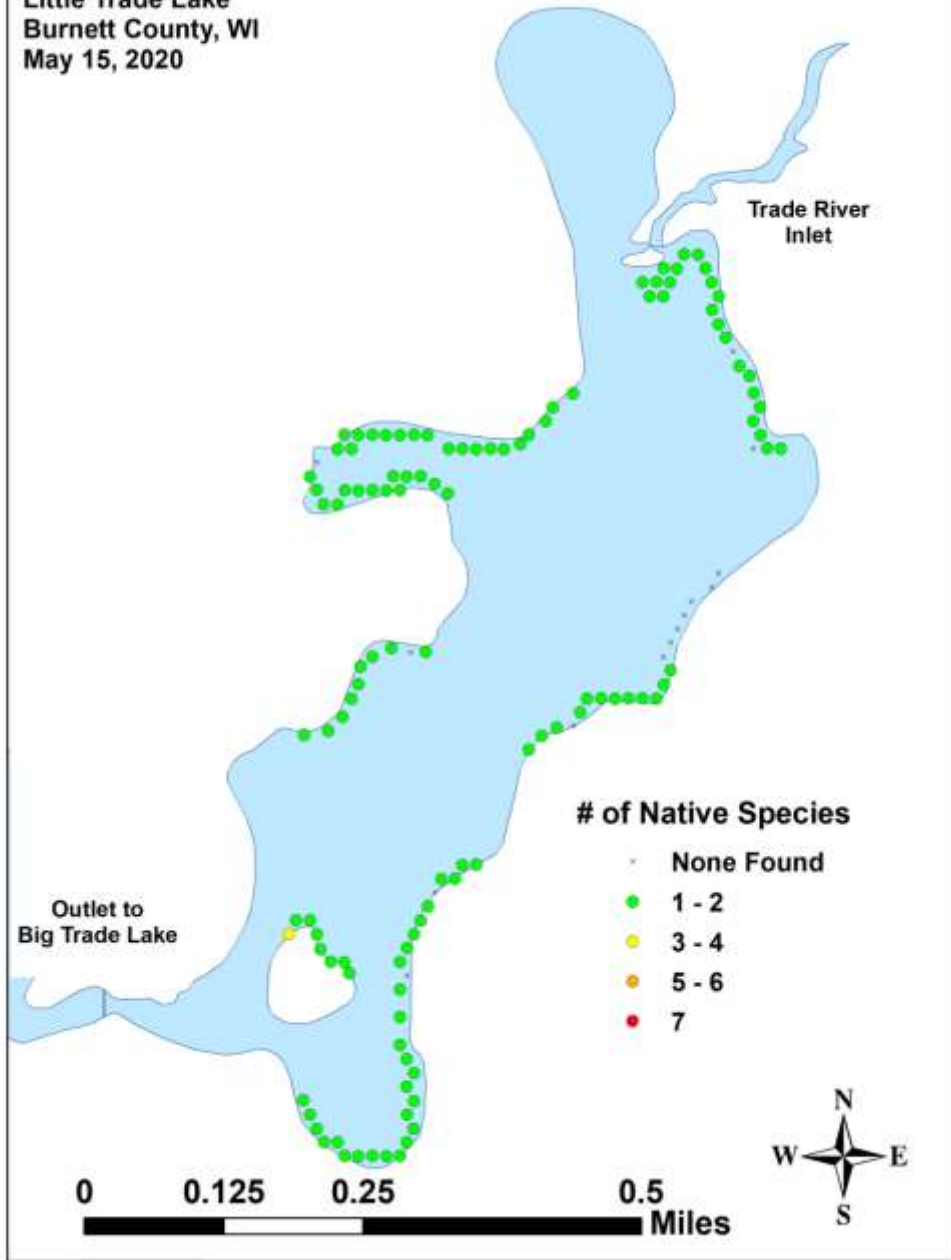 Little Trade Lake
Burnett County, WI
May 15, 2020
Trade River
Inlet
# of Native Species
None Found
1 - 2
3 - 4
5 - 6
7
Outlet to
Big Trade Lake
N
W E
S
0 0.125 0.25 0.5
Miles